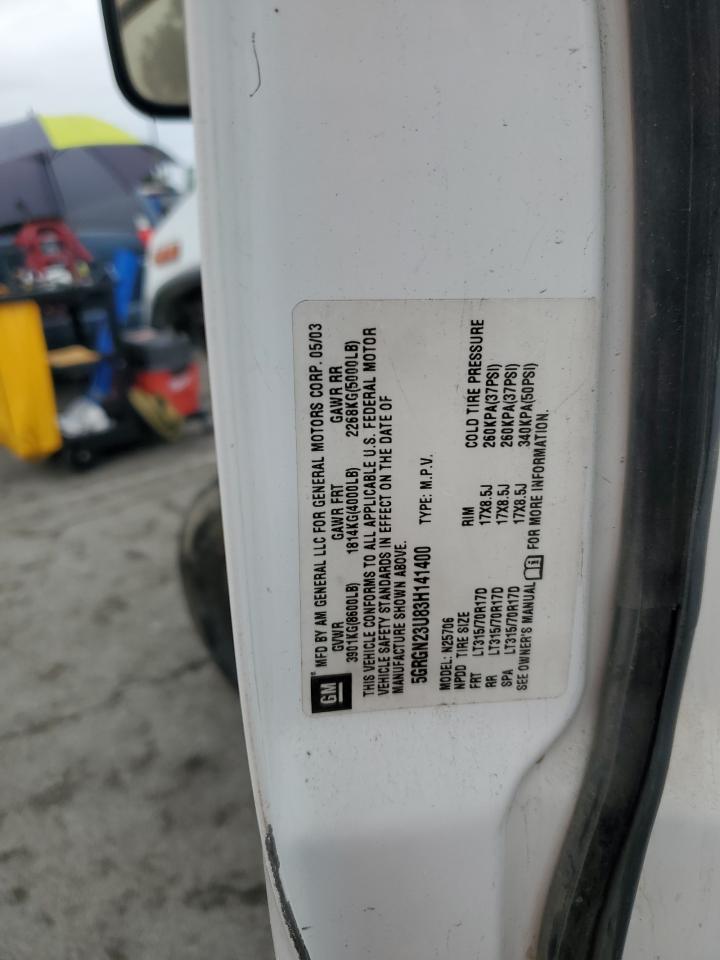 GM MFD BY AM GENERAL LLC FOR GENERAL MOTORS CORP. 05/03
GVWR GAWR FRT GAWR RR
3901KG(8600LB) 1814KG(4000LB) 2268KG(5000LB)
THIS VEHICLE CONFORMS TO ALL APPLICABLE U.S. FEDERAL MOTOR
VEHICLE SAFETY STANDARDS IN EFFECT ON THE DATE OF
MANUFACTURE SHOWN ABOVE.
5GRGN23U83H141400 TYPE: M.P.V.
MODEL: N25706
NPDD TIRE SIZE RIM COLD TIRE PRESSURE
FRT LT315/70R17D 17X8.5J 260KPA(37PSI)
RR LT315/70R17D 17X8.5J 260KPA(37PSI)
SPA LT315/70R17D 17X8.5J 340KPA(50PSI)
SEE OWNER'S MANUAL FOR MORE INFORMATION.